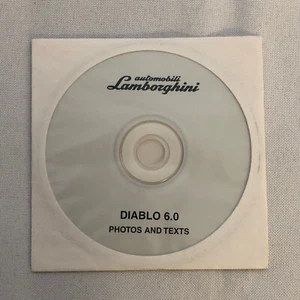 automobili
Lamborghini
DIABLO 6.0
PHOTOS AND TEXTS